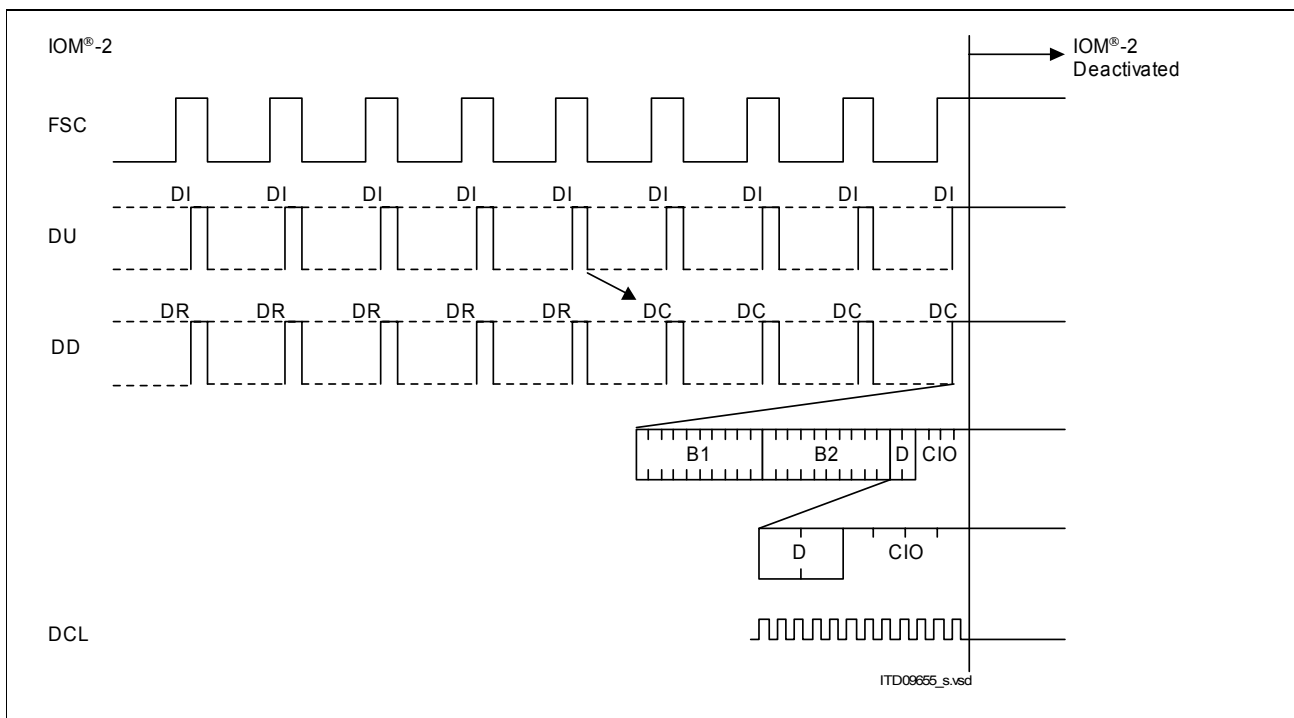 IOM®-2
IOM®-2
Deactivated
FSC
DI DI DI DI DI DI DI DI DI
DU
DR DR DR DR DR DC DC DC DC
DD
B1 B2 D CIO
D CIO
DCL
ITD09655_s.vsd